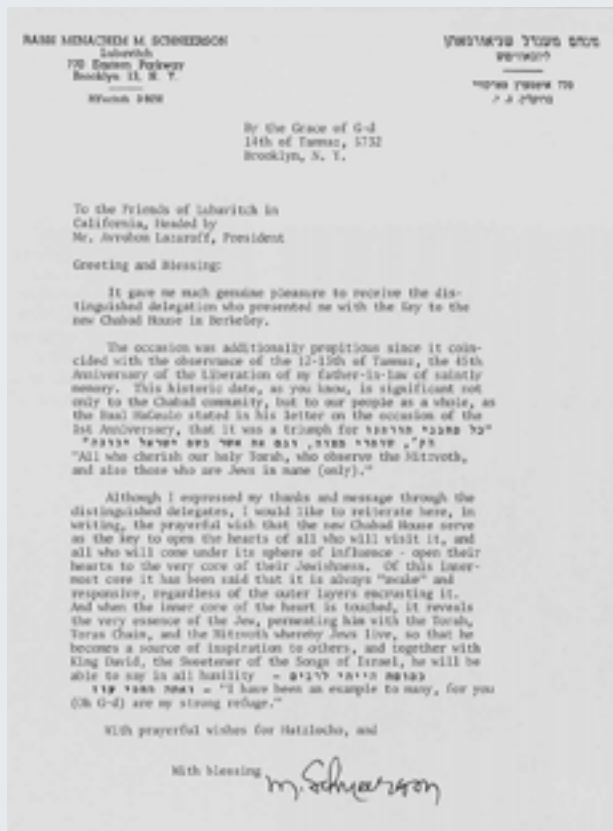 RABBI MENACHEM M. SCHNEERSON
Lubavitch
770 Eastern Parkway
Brooklyn 13, N. Y.
מנחם מענדל שניאורסאהן
ליובאוויטש
770 איסטערן פארקוויי
ברוקלין, נ. י.
By the Grace of G-d
14th of Tammuz, 5732
Brooklyn, N. Y.
To the Friends of Lubavitch in
California, Headed by
Mr. Avrohom Lazaroff, President
Greeting and Blessing:
It gave me much genuine pleasure to receive the dis-
tinguished delegation who presented me with the Key to the
new Chabad House in Berkeley.
The occasion was additionally propitious since it coin-
cided with the observance of the 12-13th of Tammuz, the 45th
Anniversary of the Liberation of my father-in-law of saintly
memory. This historic date, as you know, is significant not
only to the Chabad community, but to our people as a whole, as
the Baal HaGeulo stated in his letter on the occasion of the
1st Anniversary, that it was a triumph for
"All who cherish our holy Torah, who observe the Mitzvoth,
and also those who are Jews in name (only)."
Although I expressed my thanks and message through the
distinguished delegates, I would like to reiterate here, in
writing, the prayerful wish that the new Chabad House serve
as the key to open the hearts of all who will visit it, and
all who will come under its sphere of influence - open their
hearts to the very core of their Jewishness. Of this inner-
most core it has been said that it is always "awake" and
responsive, regardless of the outer layers encrusting it.
And when the inner core of the heart is touched, it reveals
the very essence of the Jew, permeating him with the Torah,
Toras Chaim, and the Mitzvoth whereby Jews live, so that he
becomes a source of inspiration to others, and together with
King David, the Sweetener of the Songs of Israel, he will be
able to say in all humility - כמופת הייתי לרבים
ואתה מחסי עוז - "I have been an example to many, for you
(Oh G-d) are my strong refuge."
With prayerful wishes for Hatzlocho, and
With blessing
M. Schneerson